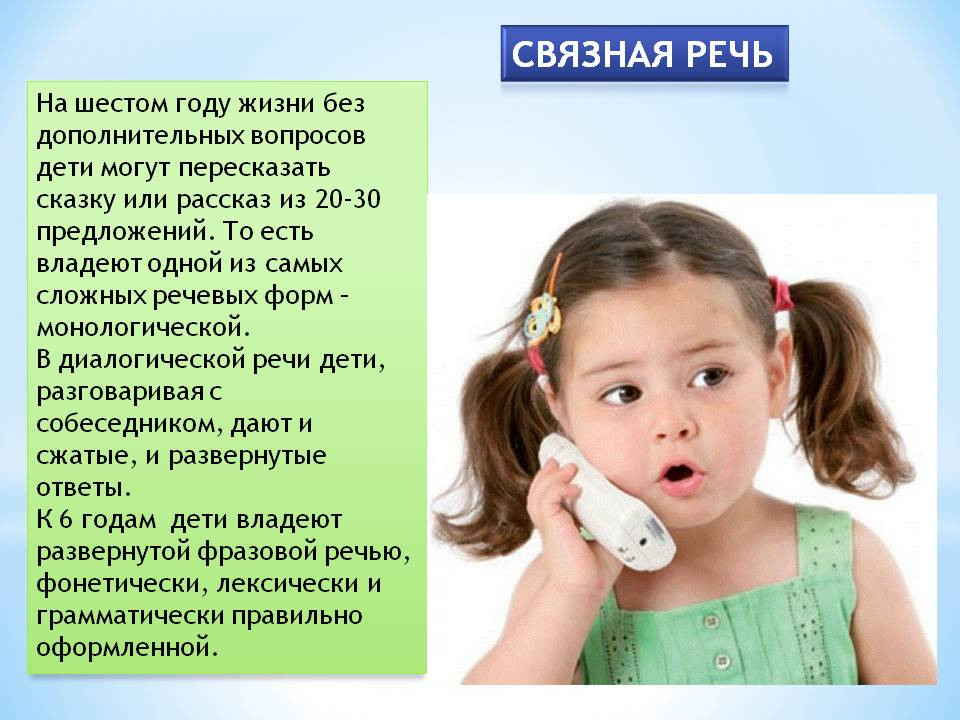 СВЯЗНАЯ РЕЧЬ
На шестом году жизни без
дополнительных вопросов
дети могут пересказать
сказку или рассказ из 20-30
предложений. То есть
владеют одной из самых
сложных речевых форм –
монологической.
В диалогической речи дети,
разговаривая с
собеседником, дают и
сжатые, и развернутые
ответы.
К 6 годам  дети владеют
развернутой фразовой речью,
фонетически, лексически и
грамматически правильно
оформленной.